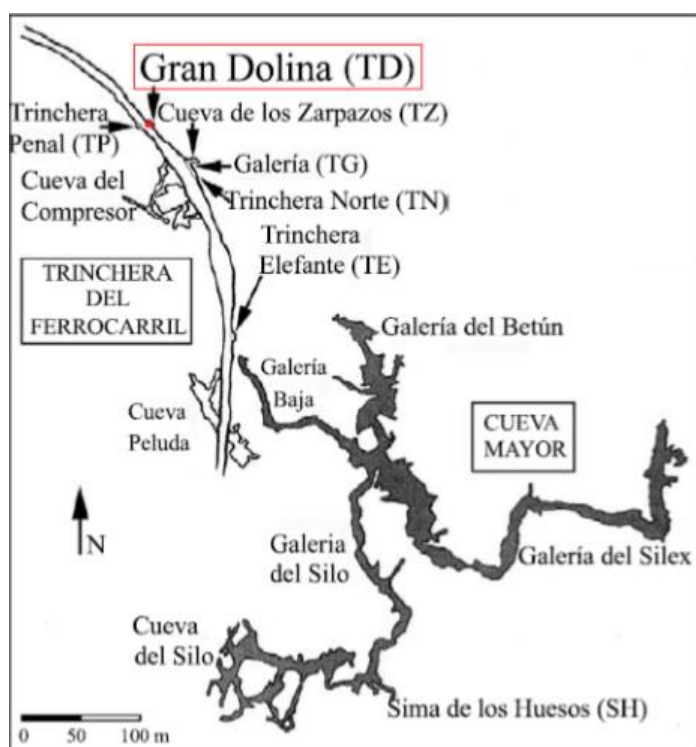 Gran Dolina (TD)
Trinchera
Penal (TP)
Cueva de los Zarpazos (TZ)
Galería (TG)
Cueva del
Compresor
Trinchera Norte (TN)
Trinchera
Elefante (TE)
TRINCHERA
DEL
FERROCARRIL
Galería del Betún
Galería
Baja
Cueva
Peluda
CUEVA
MAYOR
N
Galeria
del Silo
Galería del Silex
Cueva
del Silo
Sima de los Huesos (SH)
0 50 100 m